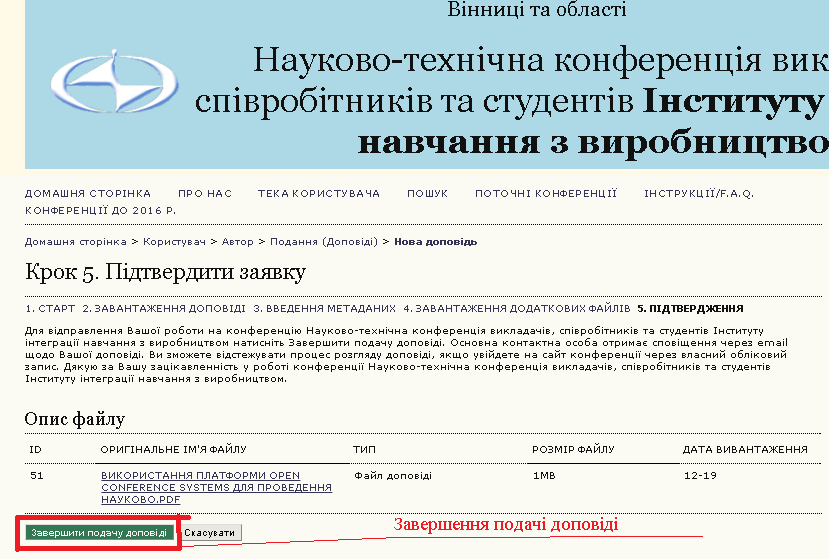 Вінниці та області
Науково-технічна конференція вик
співробітників та студентів Інституту
навчання з виробництво
ДОМАШНЯ СТОРІНКА ПРО НАС ТЕКА КОРИСТУВАЧА ПОШУК ПОТОЧНІ КОНФЕРЕНЦІЇ ІНСТРУКЦІЇ/F.A.Q.
КОНФЕРЕНЦІЇ ДО 2016 Р.
Домашня сторінка > Користувач > Автор > Подання (Доповіді) > Нова доповідь
Крок 5. Підтвердити заявку
1. СТАРТ 2. ЗАВАНТАЖЕННЯ ДОПОВІДІ 3. ВВЕДЕННЯ МЕТАДАНИХ 4. ЗАВАНТАЖЕННЯ ДОДАТКОВИХ ФАЙЛІВ 5. ПІДТВЕРДЖЕННЯ
Для відправлення Вашої роботи на конференцію Науково-технічна конференція викладачів, співробітників та студентів Інституту
інтеграції навчання з виробництвом натисніть Завершити подачу доповіді. Основна контактна особа отримає сповіщення через email
щодо Вашої доповіді. Ви зможете відстежувати процес розгляду доповіді, якщо увійдете на сайт конференції через власний обліковий
запис. Дякую за Вашу зацікавленність у роботі конференції Науково-технічна конференція викладачів, співробітників та студентів
Інституту інтеграції навчання з виробництвом.
Опис файлу
ID ОРИГІНАЛЬНЕ ІМ'Я ФАЙЛУ ТИП РОЗМІР ФАЙЛУ ДАТА ВИВАНТАЖЕННЯ
51 ВИКОРИСТАННЯ ПЛАТФОРМИ OPEN Файл доповіді 1MB 12-19
CONFERENCE SYSTEMS ДЛЯ ПРОВЕДЕННЯ
НАУКОВО.PDF
Завершити подачу доповіді Скасувати Завершення подачі доповіді